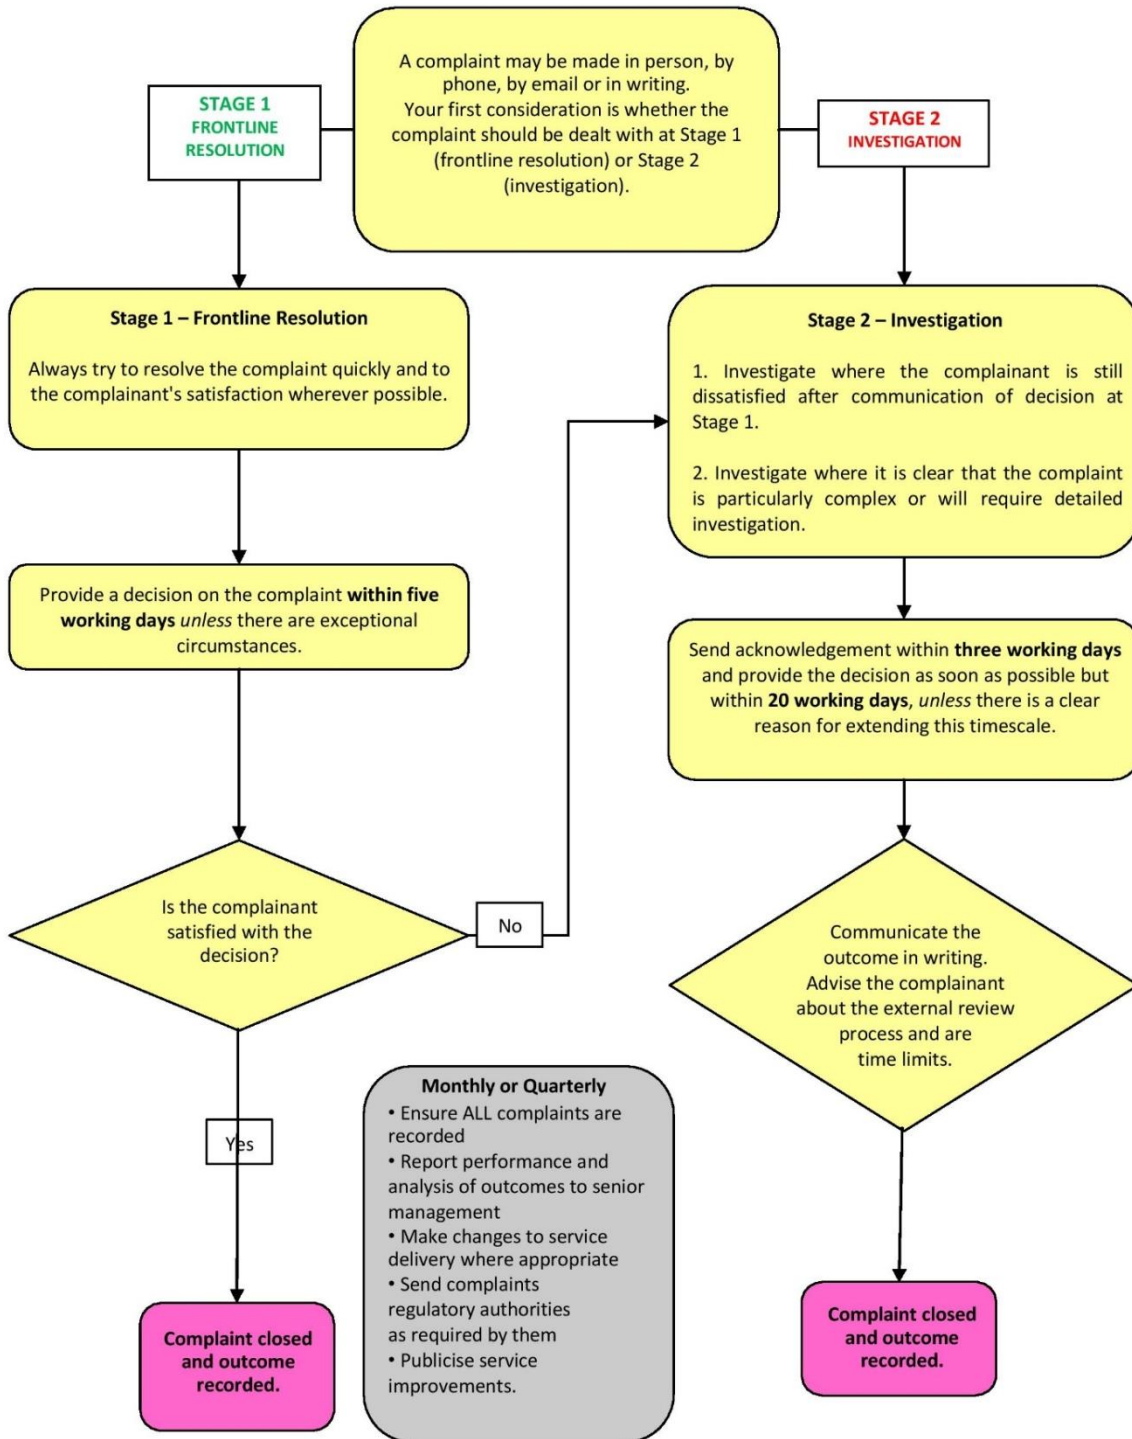 A complaint may be made in person, by
phone, by email or in writing.
Your first consideration is whether the
complaint should be dealt with at Stage 1
(frontline resolution) or Stage 2
(investigation).
STAGE 1
FRONTLINE
RESOLUTION
STAGE 2
INVESTIGATION
Stage 1 – Frontline Resolution
Always try to resolve the complaint quickly and to
the complainant's satisfaction wherever possible.
Stage 2 – Investigation
1. Investigate where the complainant is still
dissatisfied after communication of decision at
Stage 1.
2. Investigate where it is clear that the complaint
is particularly complex or will require detailed
investigation.
Provide a decision on the complaint within five
working days unless there are exceptional
circumstances.
Send acknowledgement within three working days
and provide the decision as soon as possible but
within 20 working days, unless there is a clear
reason for extending this timescale.
Is the complainant
satisfied with the
decision?
No
Yes
Communicate the
outcome in writing.
Advise the complainant
about the external review
process and are
time limits.
Monthly or Quarterly
• Ensure ALL complaints are
recorded
• Report performance and
analysis of outcomes to senior
management
• Make changes to service
delivery where appropriate
• Send complaints
regulatory authorities
as required by them
• Publicise service
improvements.
Complaint closed
and outcome
recorded.
Complaint closed
and outcome
recorded.